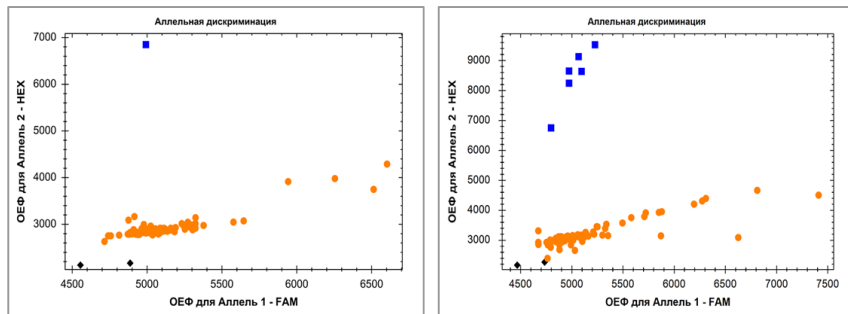 Аллельная дискриминация
7000
6000
5000
4000
3000
4500 5000 5500 6000 6500
ОЕФ для Аллель 2 - HEX
ОЕФ для Аллель 1 - FAM
Аллельная дискриминация
9000
8000
7000
6000
5000
4000
3000
4500 5000 5500 6000 6500 7000 7500
ОЕФ для Аллель 2 - HEX
ОЕФ для Аллель 1 - FAM